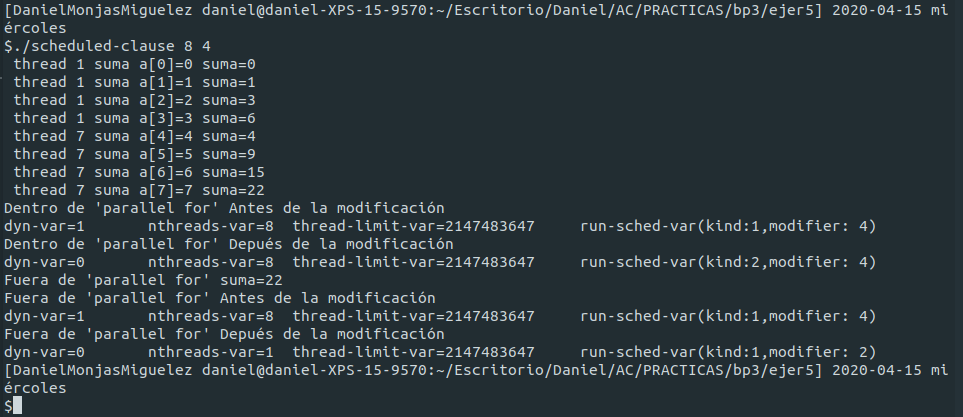 [DanielMonjasMiguelez daniel@daniel-XPS-15-9570:~/Escritorio/Daniel/AC/PRACTICAS/bp3/ejer5] 2020-04-15 mi
ércoles
$./scheduled-clause 8 4
 thread 1 suma a[0]=0 suma=0
 thread 1 suma a[1]=1 suma=1
 thread 1 suma a[2]=2 suma=3
 thread 1 suma a[3]=3 suma=6
 thread 7 suma a[4]=4 suma=4
 thread 7 suma a[5]=5 suma=9
 thread 7 suma a[6]=6 suma=15
 thread 7 suma a[7]=7 suma=22
Dentro de 'parallel for' Antes de la modificación
dyn-var=1       nthreads-var=8  thread-limit-var=2147483647     run-sched-var(kind:1,modifier: 4)
Dentro de 'parallel for' Depués de la modificación
dyn-var=0       nthreads-var=8  thread-limit-var=2147483647     run-sched-var(kind:2,modifier: 4)
Fuera de 'parallel for' suma=22
Fuera de 'parallel for' Antes de la modificación
dyn-var=1       nthreads-var=8  thread-limit-var=2147483647     run-sched-var(kind:1,modifier: 4)
Fuera de 'parallel for' Depués de la modificación
dyn-var=0       nthreads-var=1  thread-limit-var=2147483647     run-sched-var(kind:1,modifier: 2)
[DanielMonjasMiguelez daniel@daniel-XPS-15-9570:~/Escritorio/Daniel/AC/PRACTICAS/bp3/ejer5] 2020-04-15 mi
ércoles
$